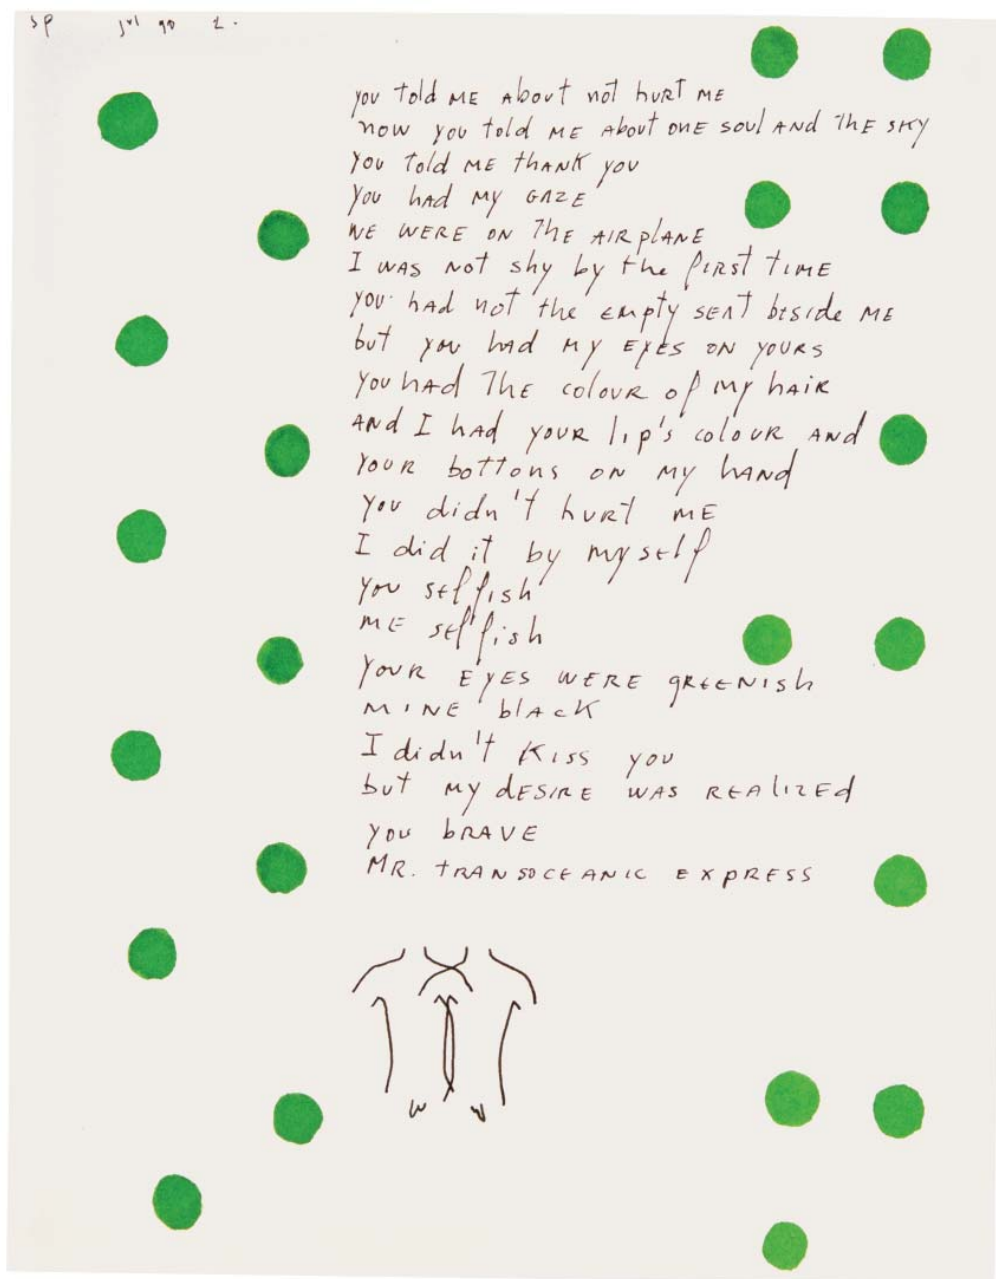 SP jul 90 1.
you told ME About not hurt ME
now you told ME About ONE soul AND THE SKY
YOU told ME thANK you
You had MY GAZE
WE WERE ON THE AIRplANE
I WAS Not shy by the FIRST TIME
you had not the empty SEAT bESide ME
but you had MY EYES ON YOURS
YOU hAD THE COLOUR of MY hAIR
AND I hAD YOUR lip's colOUR AND
YOUR bottons ON MY hAND
You didn't huRT ME
I did it by mysElf
you sElfish
ME sElfish
YOUR EYES WERE gREENISh
MINE blAcK
I didn't KISS you
but MY dESIRE WAS REAlIZEd
YOU bRAVE
MR. tRANSOCEANIC EXpRESS